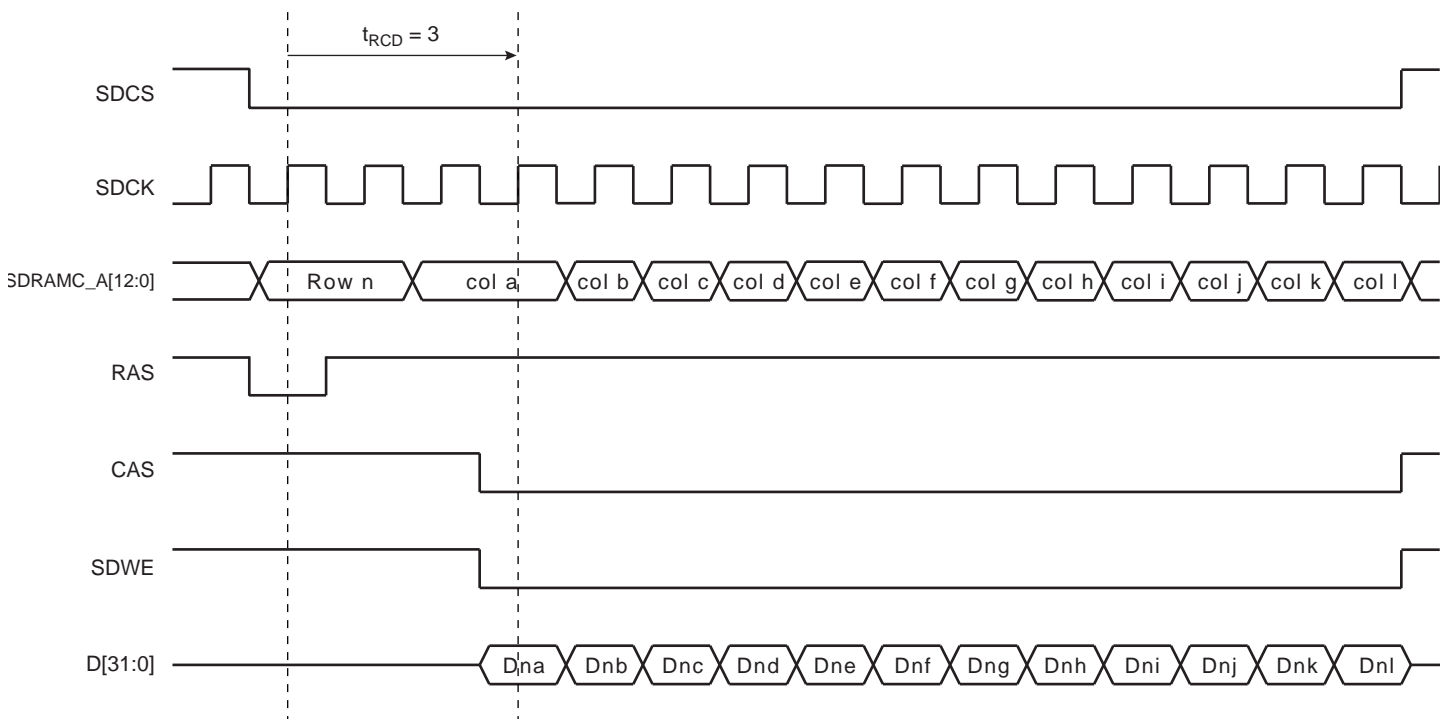 tRCD = 3
SDCS
SDCK
SDRAMC_A[12:0] Row n col a col b col c col d col e col f col g col h col i col j col k col l
RAS
CAS
SDWE
D[31:0] Dna Dnb Dnc Dnd Dne Dnf Dng Dnh Dni Dnj Dnk Dnl